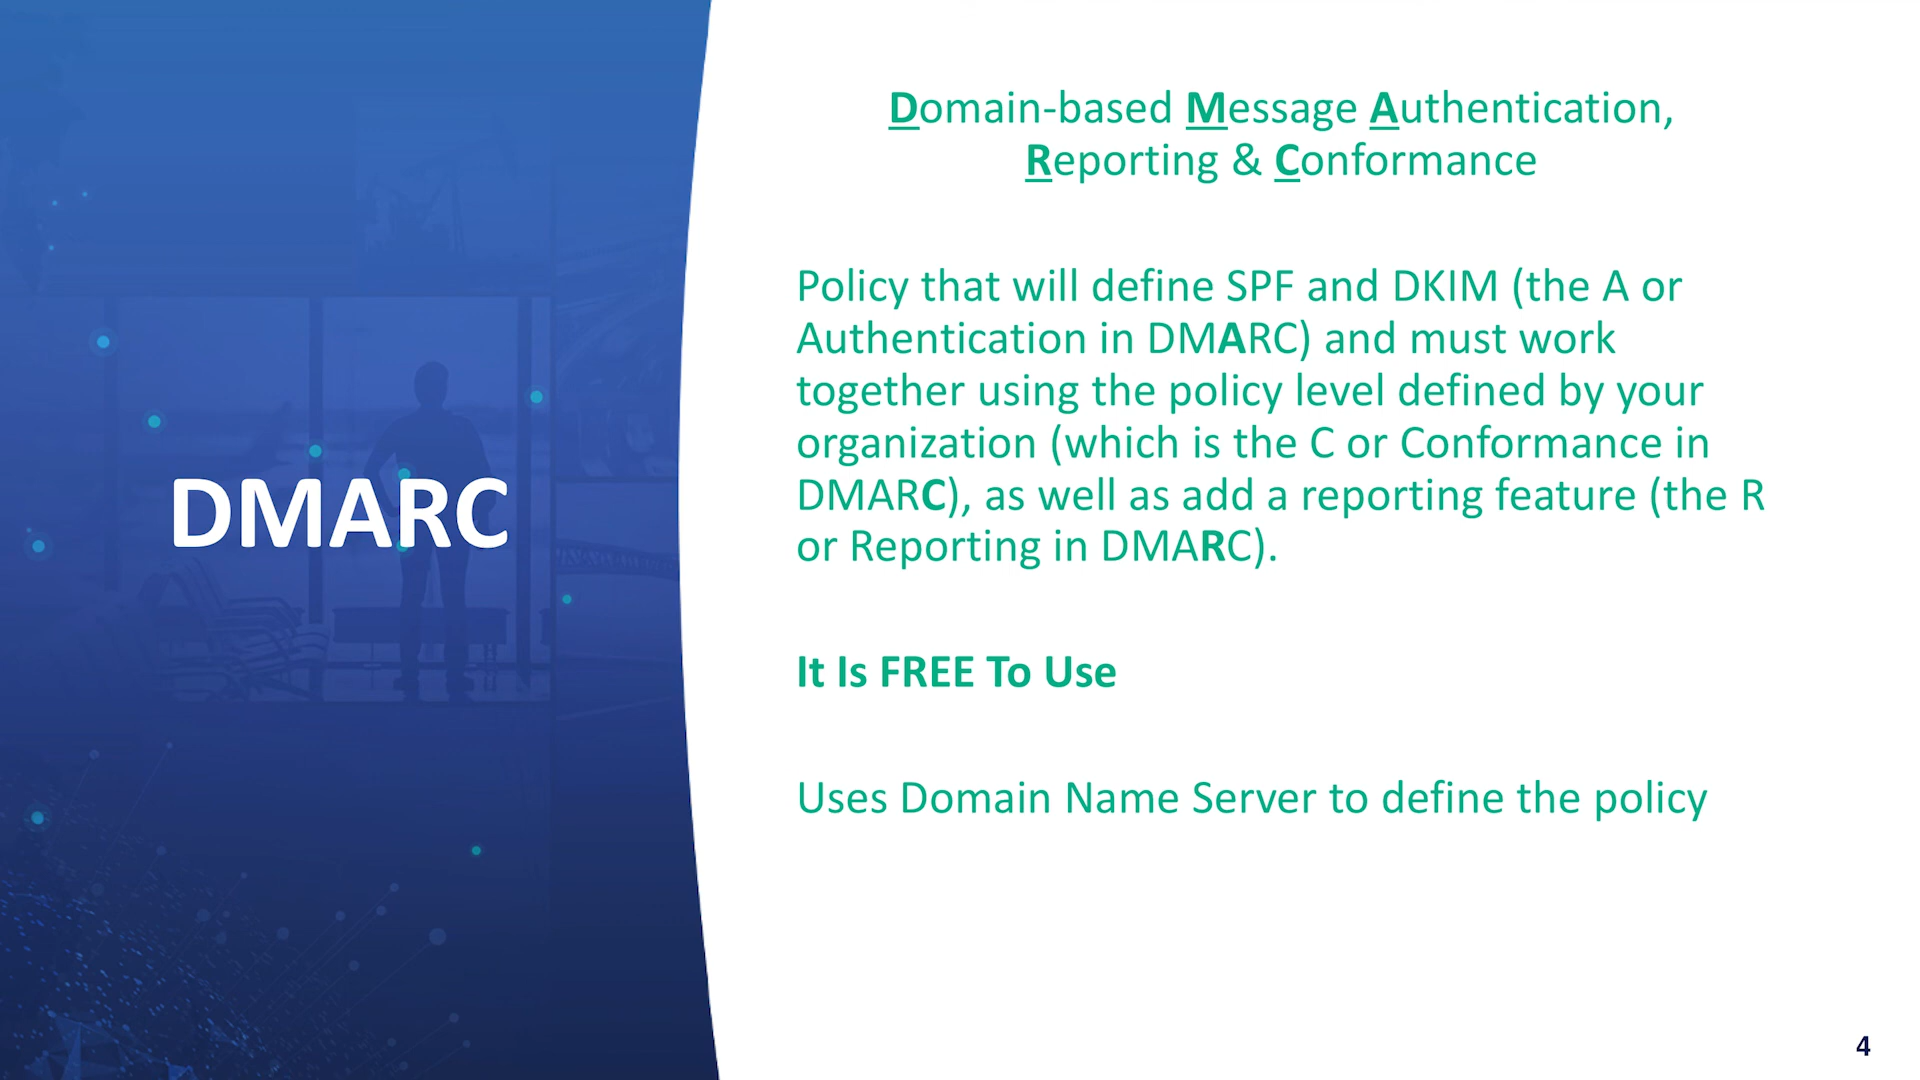 DMARC
Domain-based Message Authentication,
Reporting & Conformance
Policy that will define SPF and DKIM (the A or
Authentication in DMARC) and must work
together using the policy level defined by your
organization (which is the C or Conformance in
DMARC), as well as add a reporting feature (the R
or Reporting in DMARC).
It Is FREE To Use
Uses Domain Name Server to define the policy
4